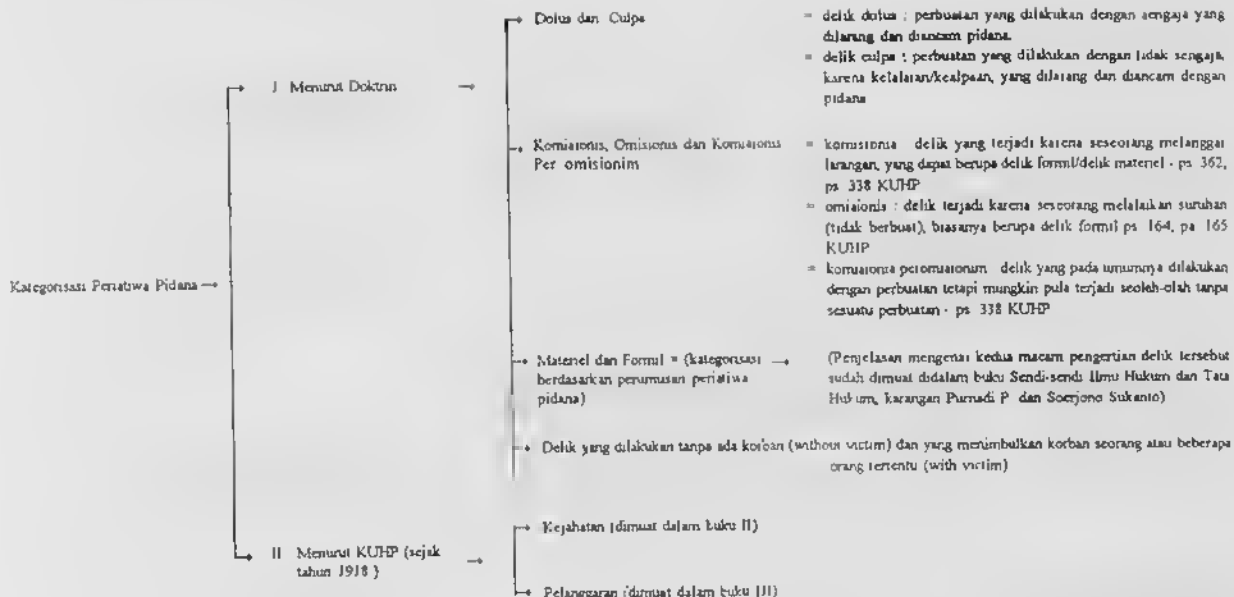 Kategorisasi Peristiwa Pidana →
I Menurut Doktrin →
→ Dolus dan Culpa
= delik dolus : perbuatan yang dilakukan dengan sengaja yang
dilarang dan diancam pidana.
= delik culpa : perbuatan yang dilakukan dengan tidak sengaja,
karena kelalaian/kealpaan, yang dilarang dan diancam dengan
pidana
→ Komisionis, Omisionis dan Komisionis
Per omisionim
= komisionis delik yang terjadi karena seseorang melanggar
larangan, yang dapat berupa delik formil/delik materiel - ps 362,
ps 338 KUHP
= omisionis : delik terjadi karena seseorang melalaikan suruhan
(tidak berbuat), biasanya berupa delik formil ps 164, ps 165
KUHP
= komisionis peromisionim delik yang pada umumnya dilakukan
dengan perbuatan tetapi mungkin pula terjadi seolah-olah tanpa
sesuatu perbuatan - ps 338 KUHP
→ Materiel dan Formil = (kategorisasi →
berdasarkan perumusan peristiwa
pidana)
(Penjelasan mengenai kedua macam pengertian delik tersebut
sudah dimuat didalam buku Sendi-sendi Ilmu Hukum dan Tata
Hukum, karangan Purnadi P dan Soerjono Sukanto)
→ Delik yang dilakukan tanpa ada korban (without victim) dan yang menimbulkan korban seorang atau beberapa
orang tertentu (with victim)
II Menurut KUHP (sejak
tahun 1918 ) →
→ Kejahatan (dimuat dalam buku II)
→ Pelanggaran (dimuat dalam buku III)